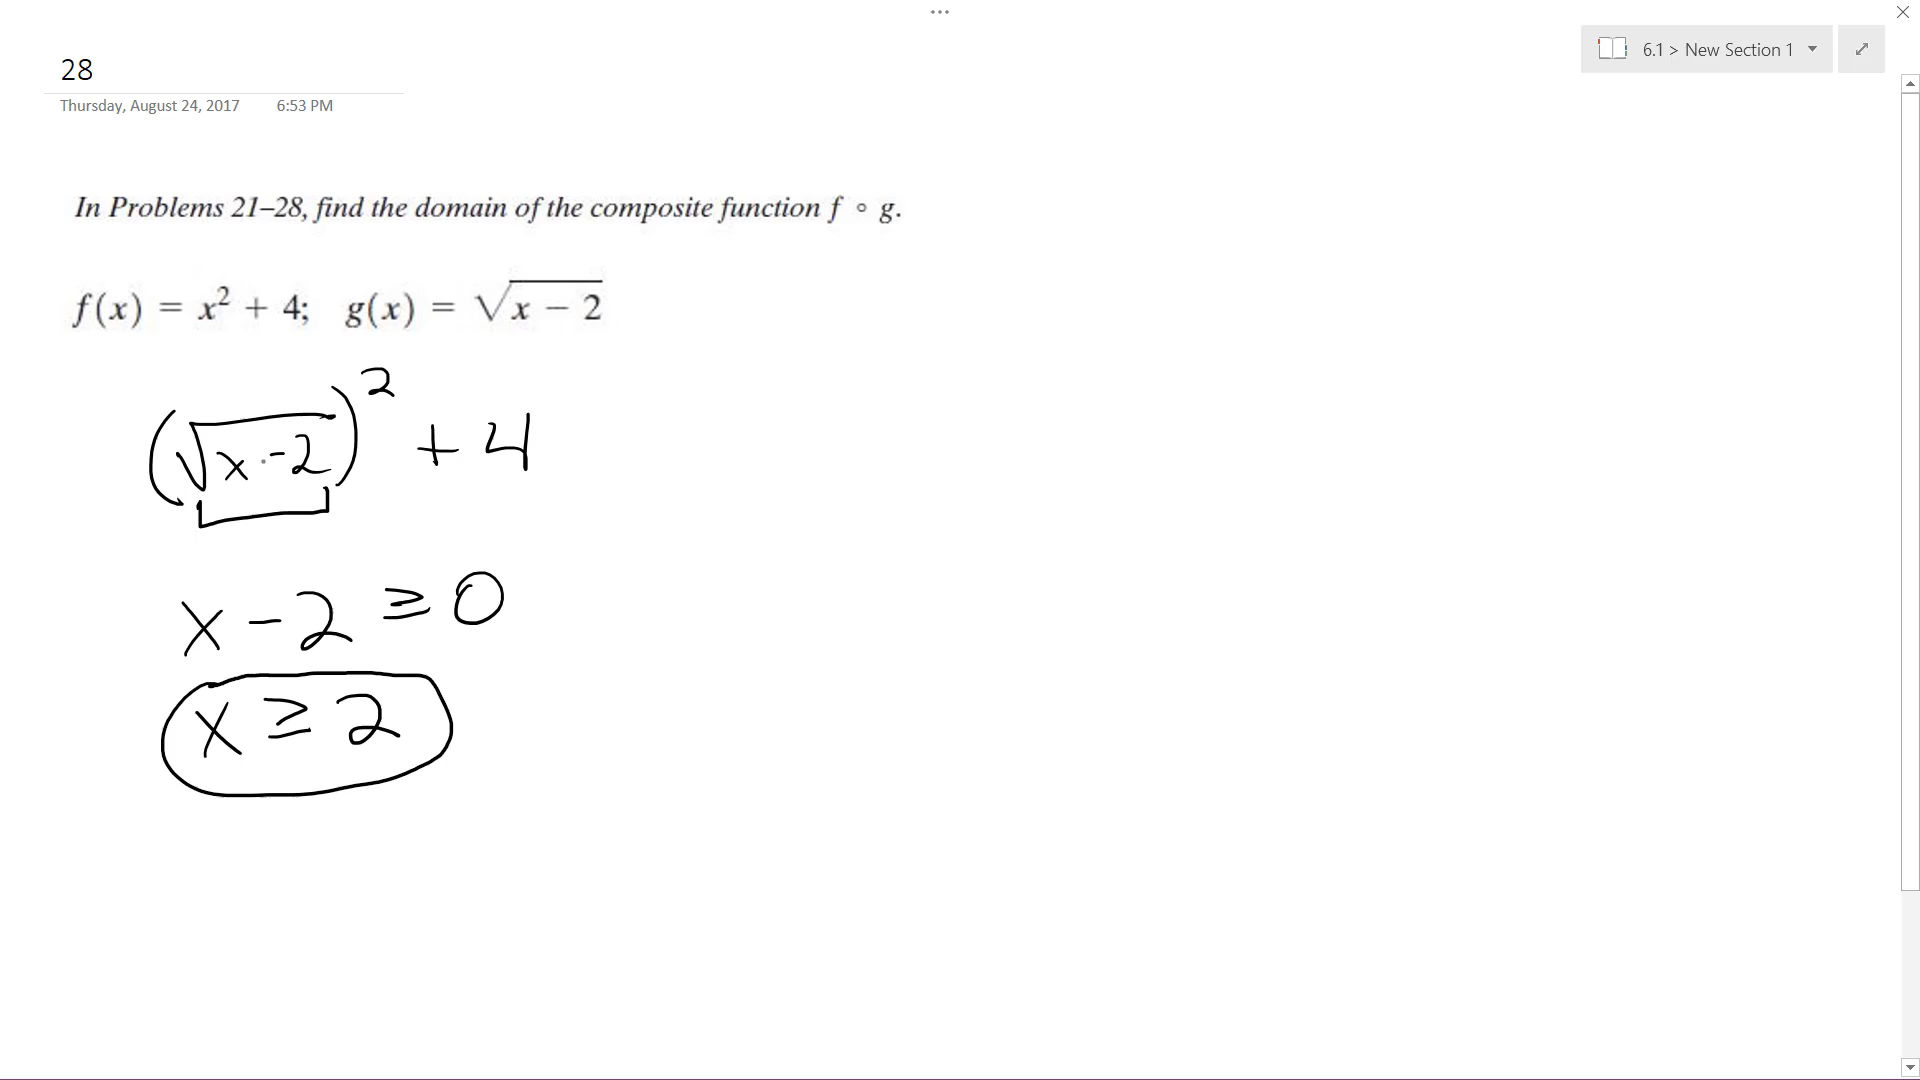 ...
6.1 > New Section 1
28
Thursday, August 24, 2017 6:53 PM
In Problems 21–28, find the domain of the composite function f ∘ g.
f(x) = x² + 4; g(x) = √(x − 2)
(√x - 2)² + 4
x - 2 ≥ 0
x ≥ 2